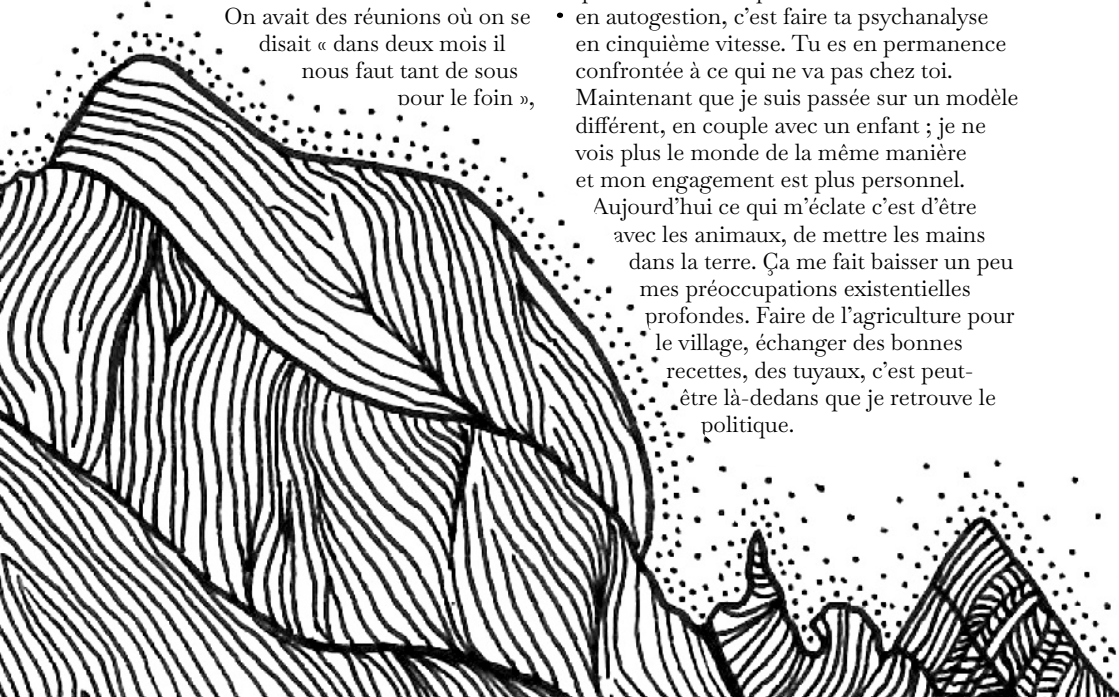 On avait des réunions où on se
disait « dans deux mois il
nous faut tant de sous
pour le foin »,
en autogestion, c’est faire ta psychanalyse
en cinquième vitesse. Tu es en permanence
confrontée à ce qui ne va pas chez toi.
Maintenant que je suis passée sur un modèle
différent, en couple avec un enfant ; je ne
vois plus le monde de la même manière
et mon engagement est plus personnel.
Aujourd’hui ce qui m’éclate c’est d’être
avec les animaux, de mettre les mains
dans la terre. Ça me fait baisser un peu
mes préoccupations existentielles
profondes. Faire de l’agriculture pour
le village, échanger des bonnes
recettes, des tuyaux, c’est peut-
être là-dedans que je retrouve le
politique.